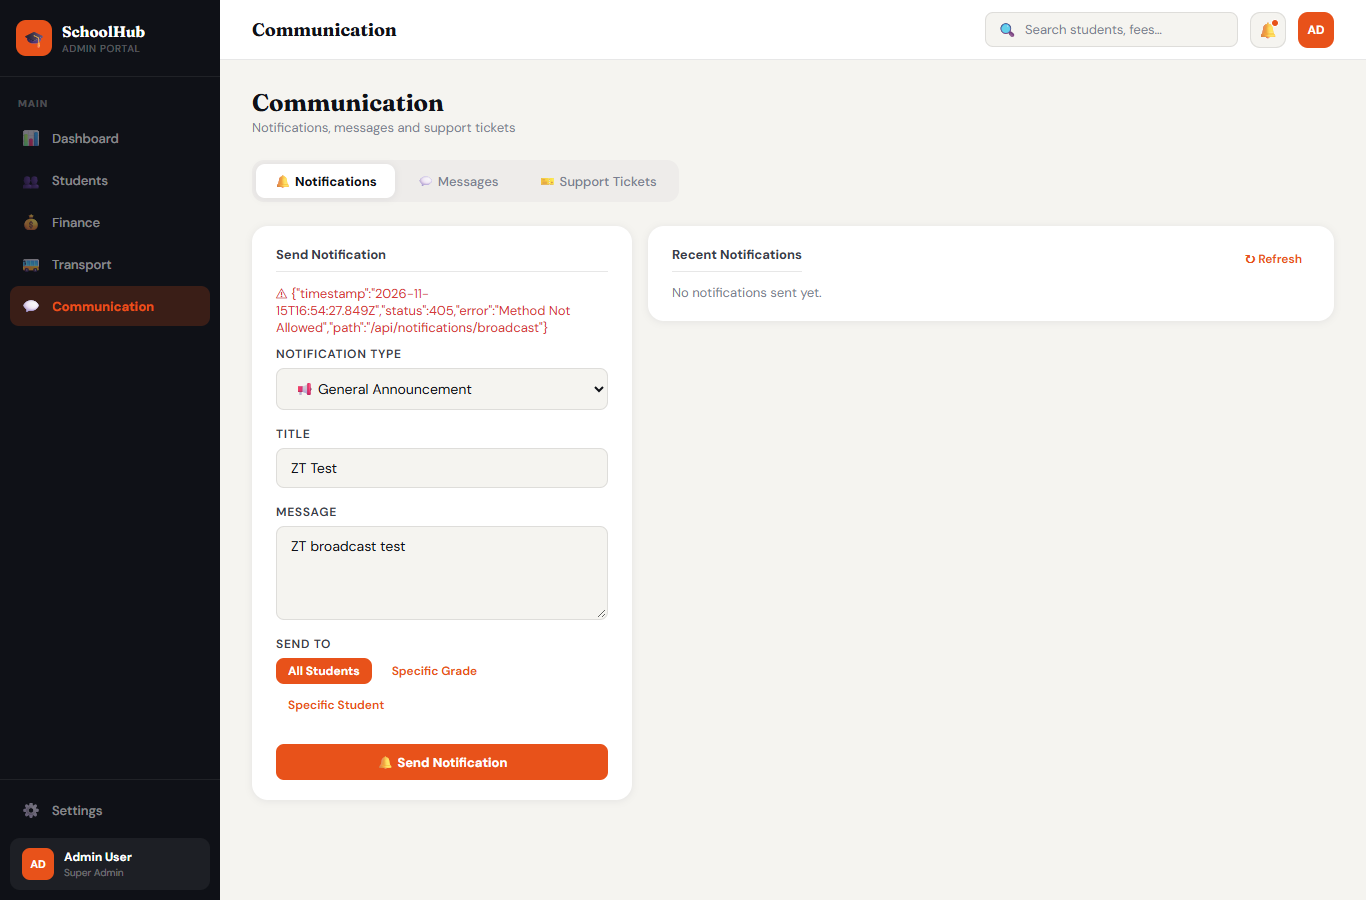 SchoolHub
ADMIN PORTAL
MAIN
Dashboard
Students
Finance
Transport
Communication
Settings
AD
Admin User
Super Admin
Communication
Search students, fees...
AD
Communication
Notifications, messages and support tickets
Notifications
Messages
Support Tickets
Send Notification
⚠ {"timestamp":"2026-11-
15T16:54:27.849Z","status":405,"error":"Method Not
Allowed","path":"/api/notifications/broadcast"}
NOTIFICATION TYPE
General Announcement
TITLE
ZT Test
MESSAGE
ZT broadcast test
SEND TO
All Students
Specific Grade
Specific Student
Send Notification
Recent Notifications
↻ Refresh
No notifications sent yet.